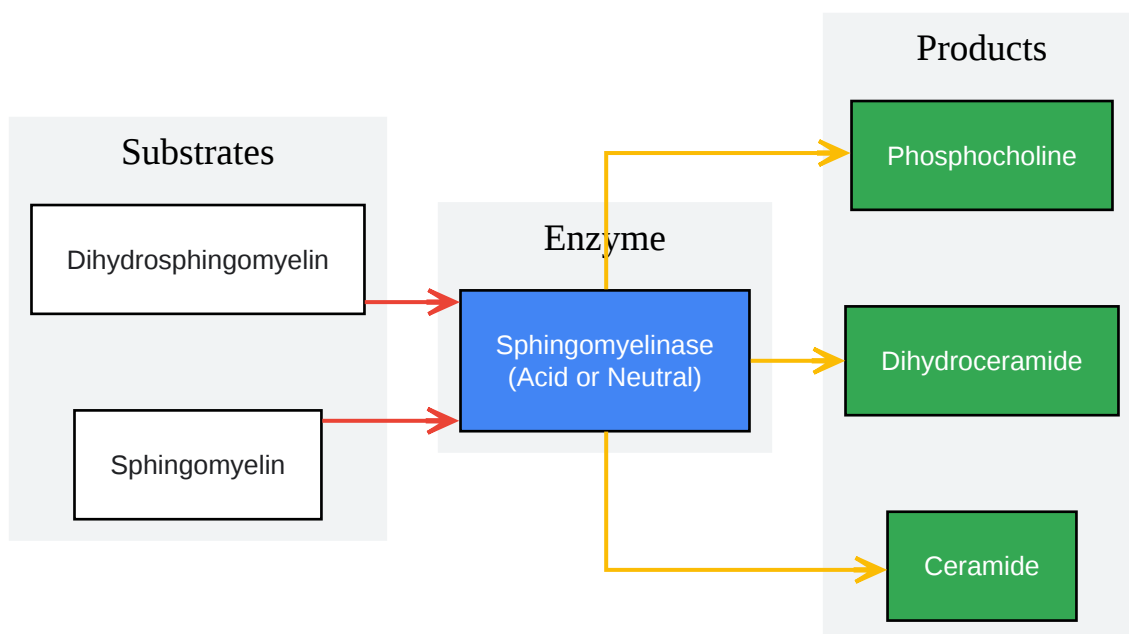 Substrates
Dihydrosphingomyelin
Sphingomyelin
Enzyme
Sphingomyelinase
(Acid or Neutral)
Products
Phosphocholine
Dihydroceramide
Ceramide